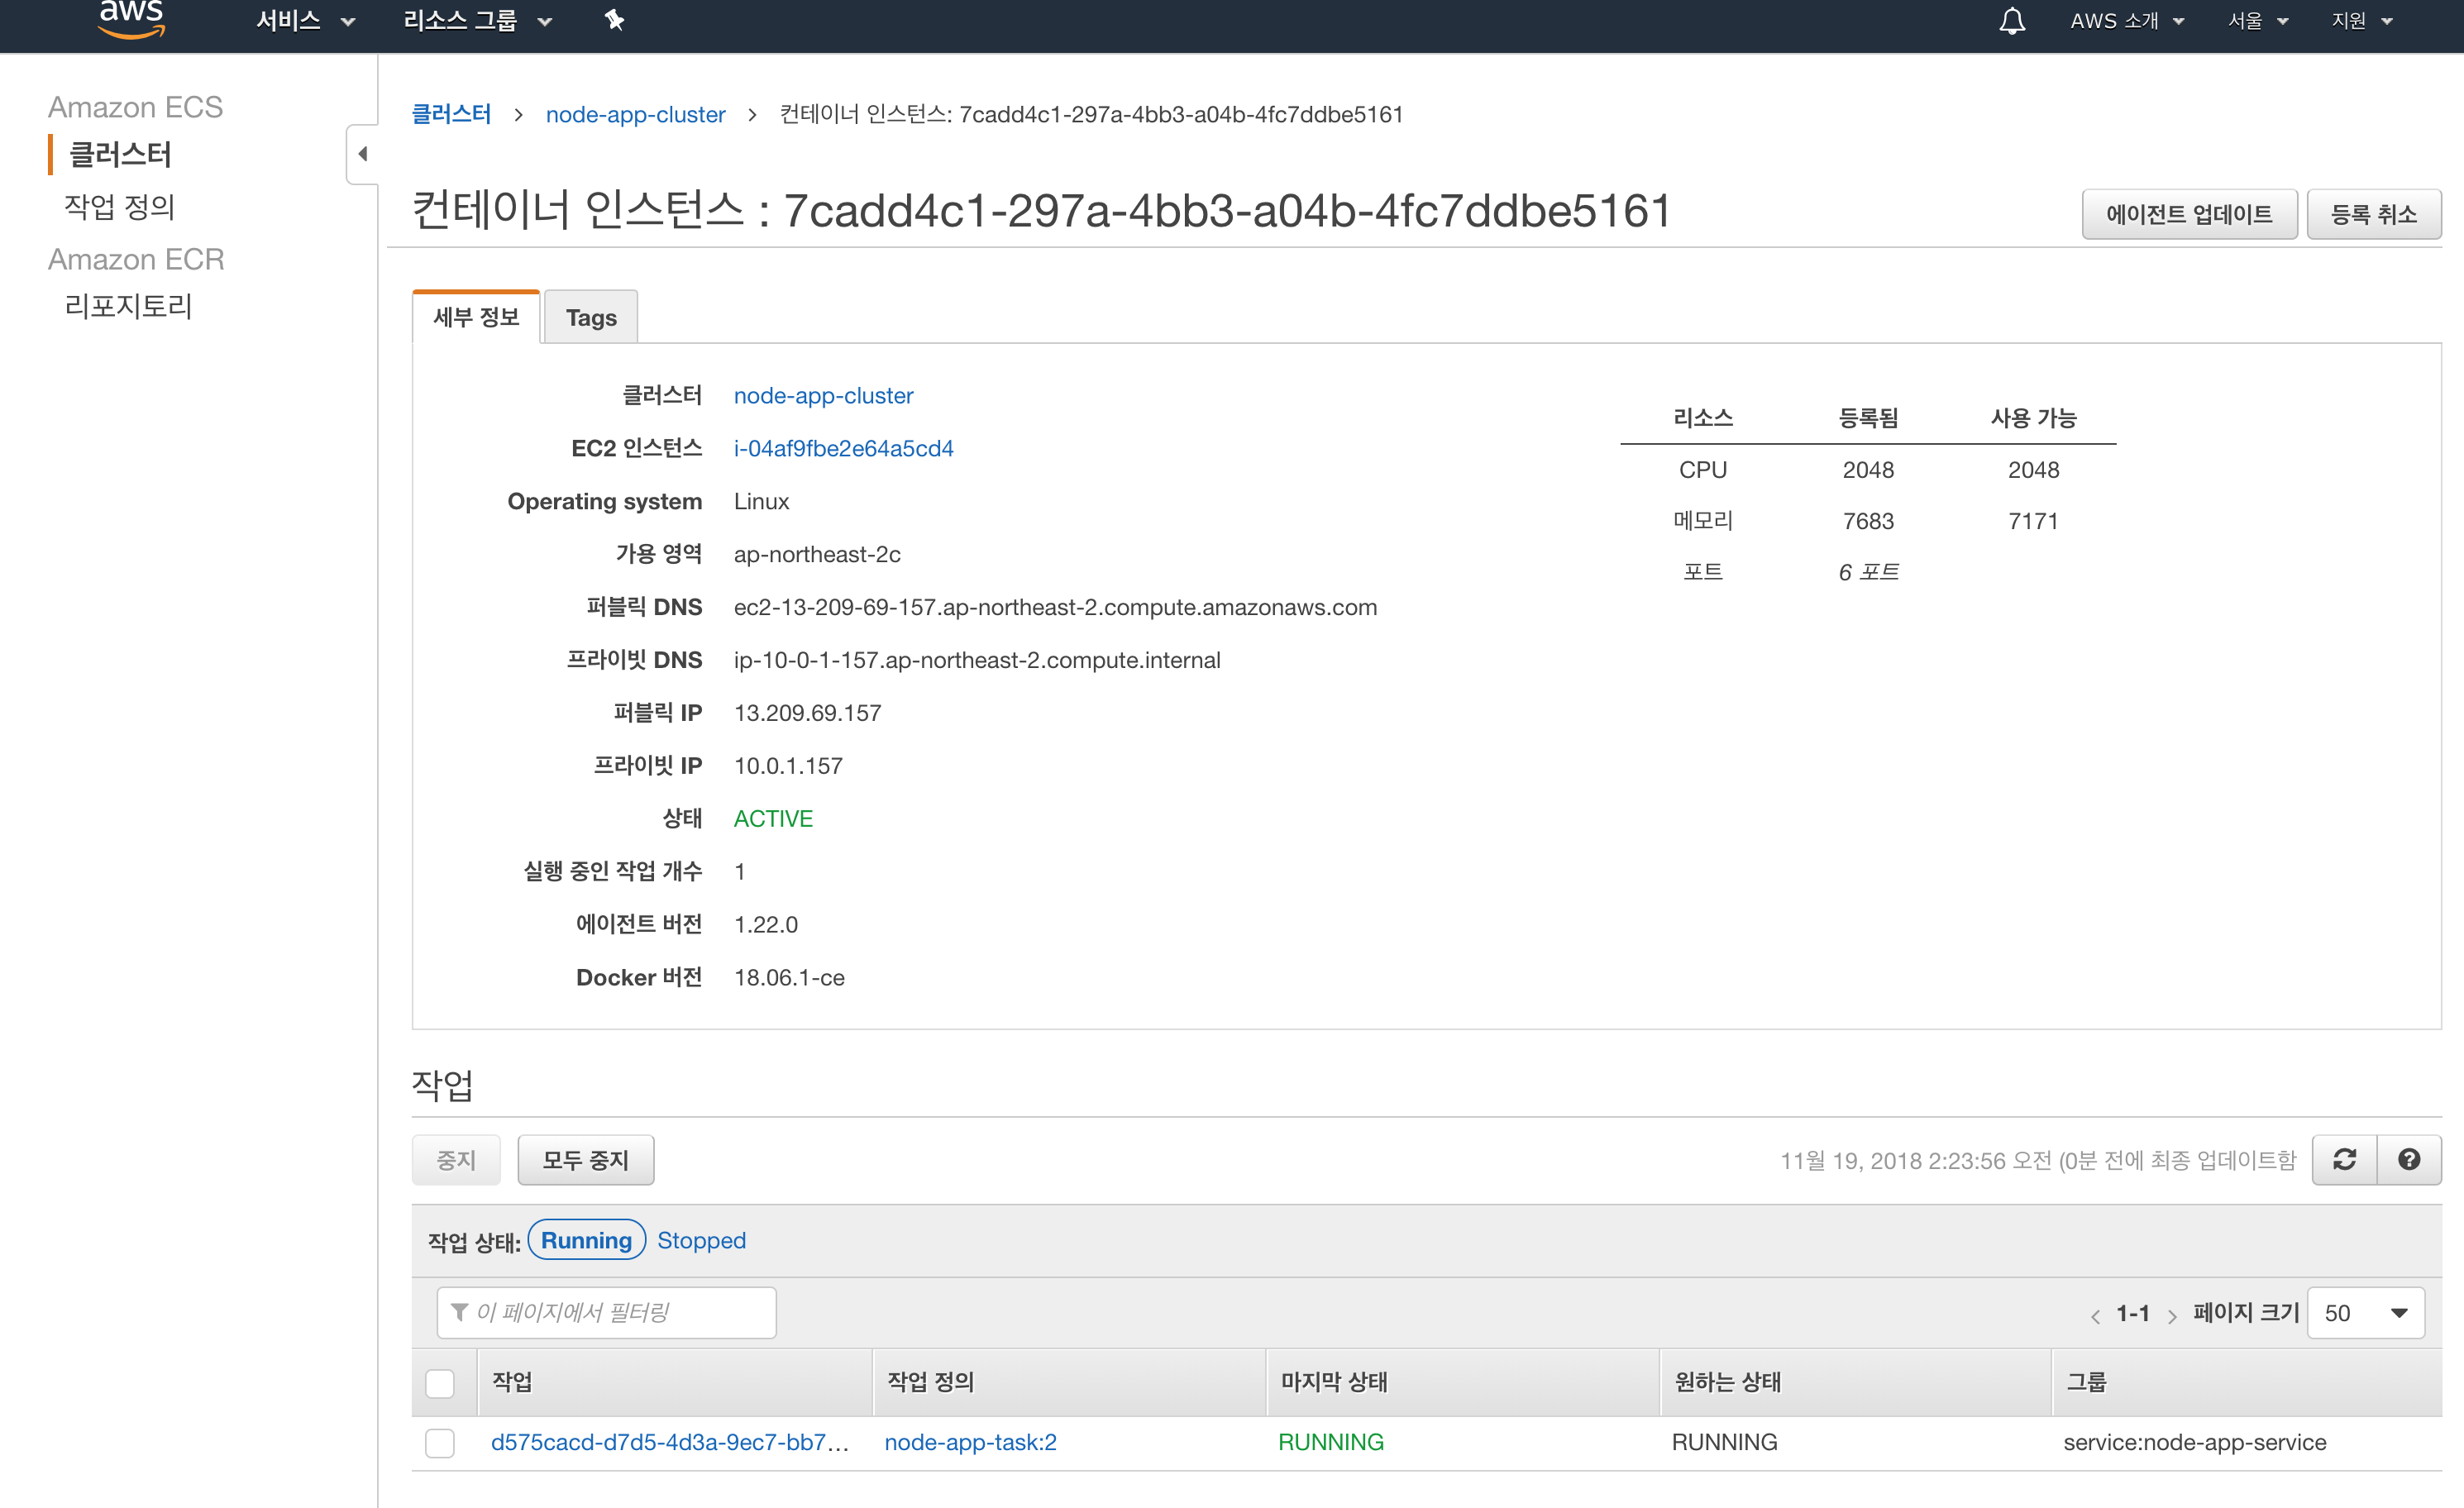 aws
서비스
리소스 그룹
AWS 소개
서울
지원
Amazon ECS
클러스터
작업 정의
Amazon ECR
리포지토리
클러스터 > node-app-cluster > 컨테이너 인스턴스: 7cadd4c1-297a-4bb3-a04b-4fc7ddbe5161
컨테이너 인스턴스 : 7cadd4c1-297a-4bb3-a04b-4fc7ddbe5161
에이전트 업데이트
등록 취소
세부 정보
Tags
클러스터 node-app-cluster
EC2 인스턴스 i-04af9fbe2e64a5cd4
Operating system Linux
가용 영역 ap-northeast-2c
퍼블릭 DNS ec2-13-209-69-157.ap-northeast-2.compute.amazonaws.com
프라이빗 DNS ip-10-0-1-157.ap-northeast-2.compute.internal
퍼블릭 IP 13.209.69.157
프라이빗 IP 10.0.1.157
상태 ACTIVE
실행 중인 작업 개수 1
에이전트 버전 1.22.0
Docker 버전 18.06.1-ce
리소스 등록됨 사용 가능
CPU 2048 2048
메모리 7683 7171
포트 6 포트
작업
중지
모두 중지
11월 19, 2018 2:23:56 오전 (0분 전에 최종 업데이트함
작업 상태: Running Stopped
이 페이지에서 필터링
< 1-1 > 페이지 크기 50
작업 작업 정의 마지막 상태 원하는 상태 그룹
d575cacd-d7d5-4d3a-9ec7-bb7... node-app-task:2 RUNNING RUNNING service:node-app-service